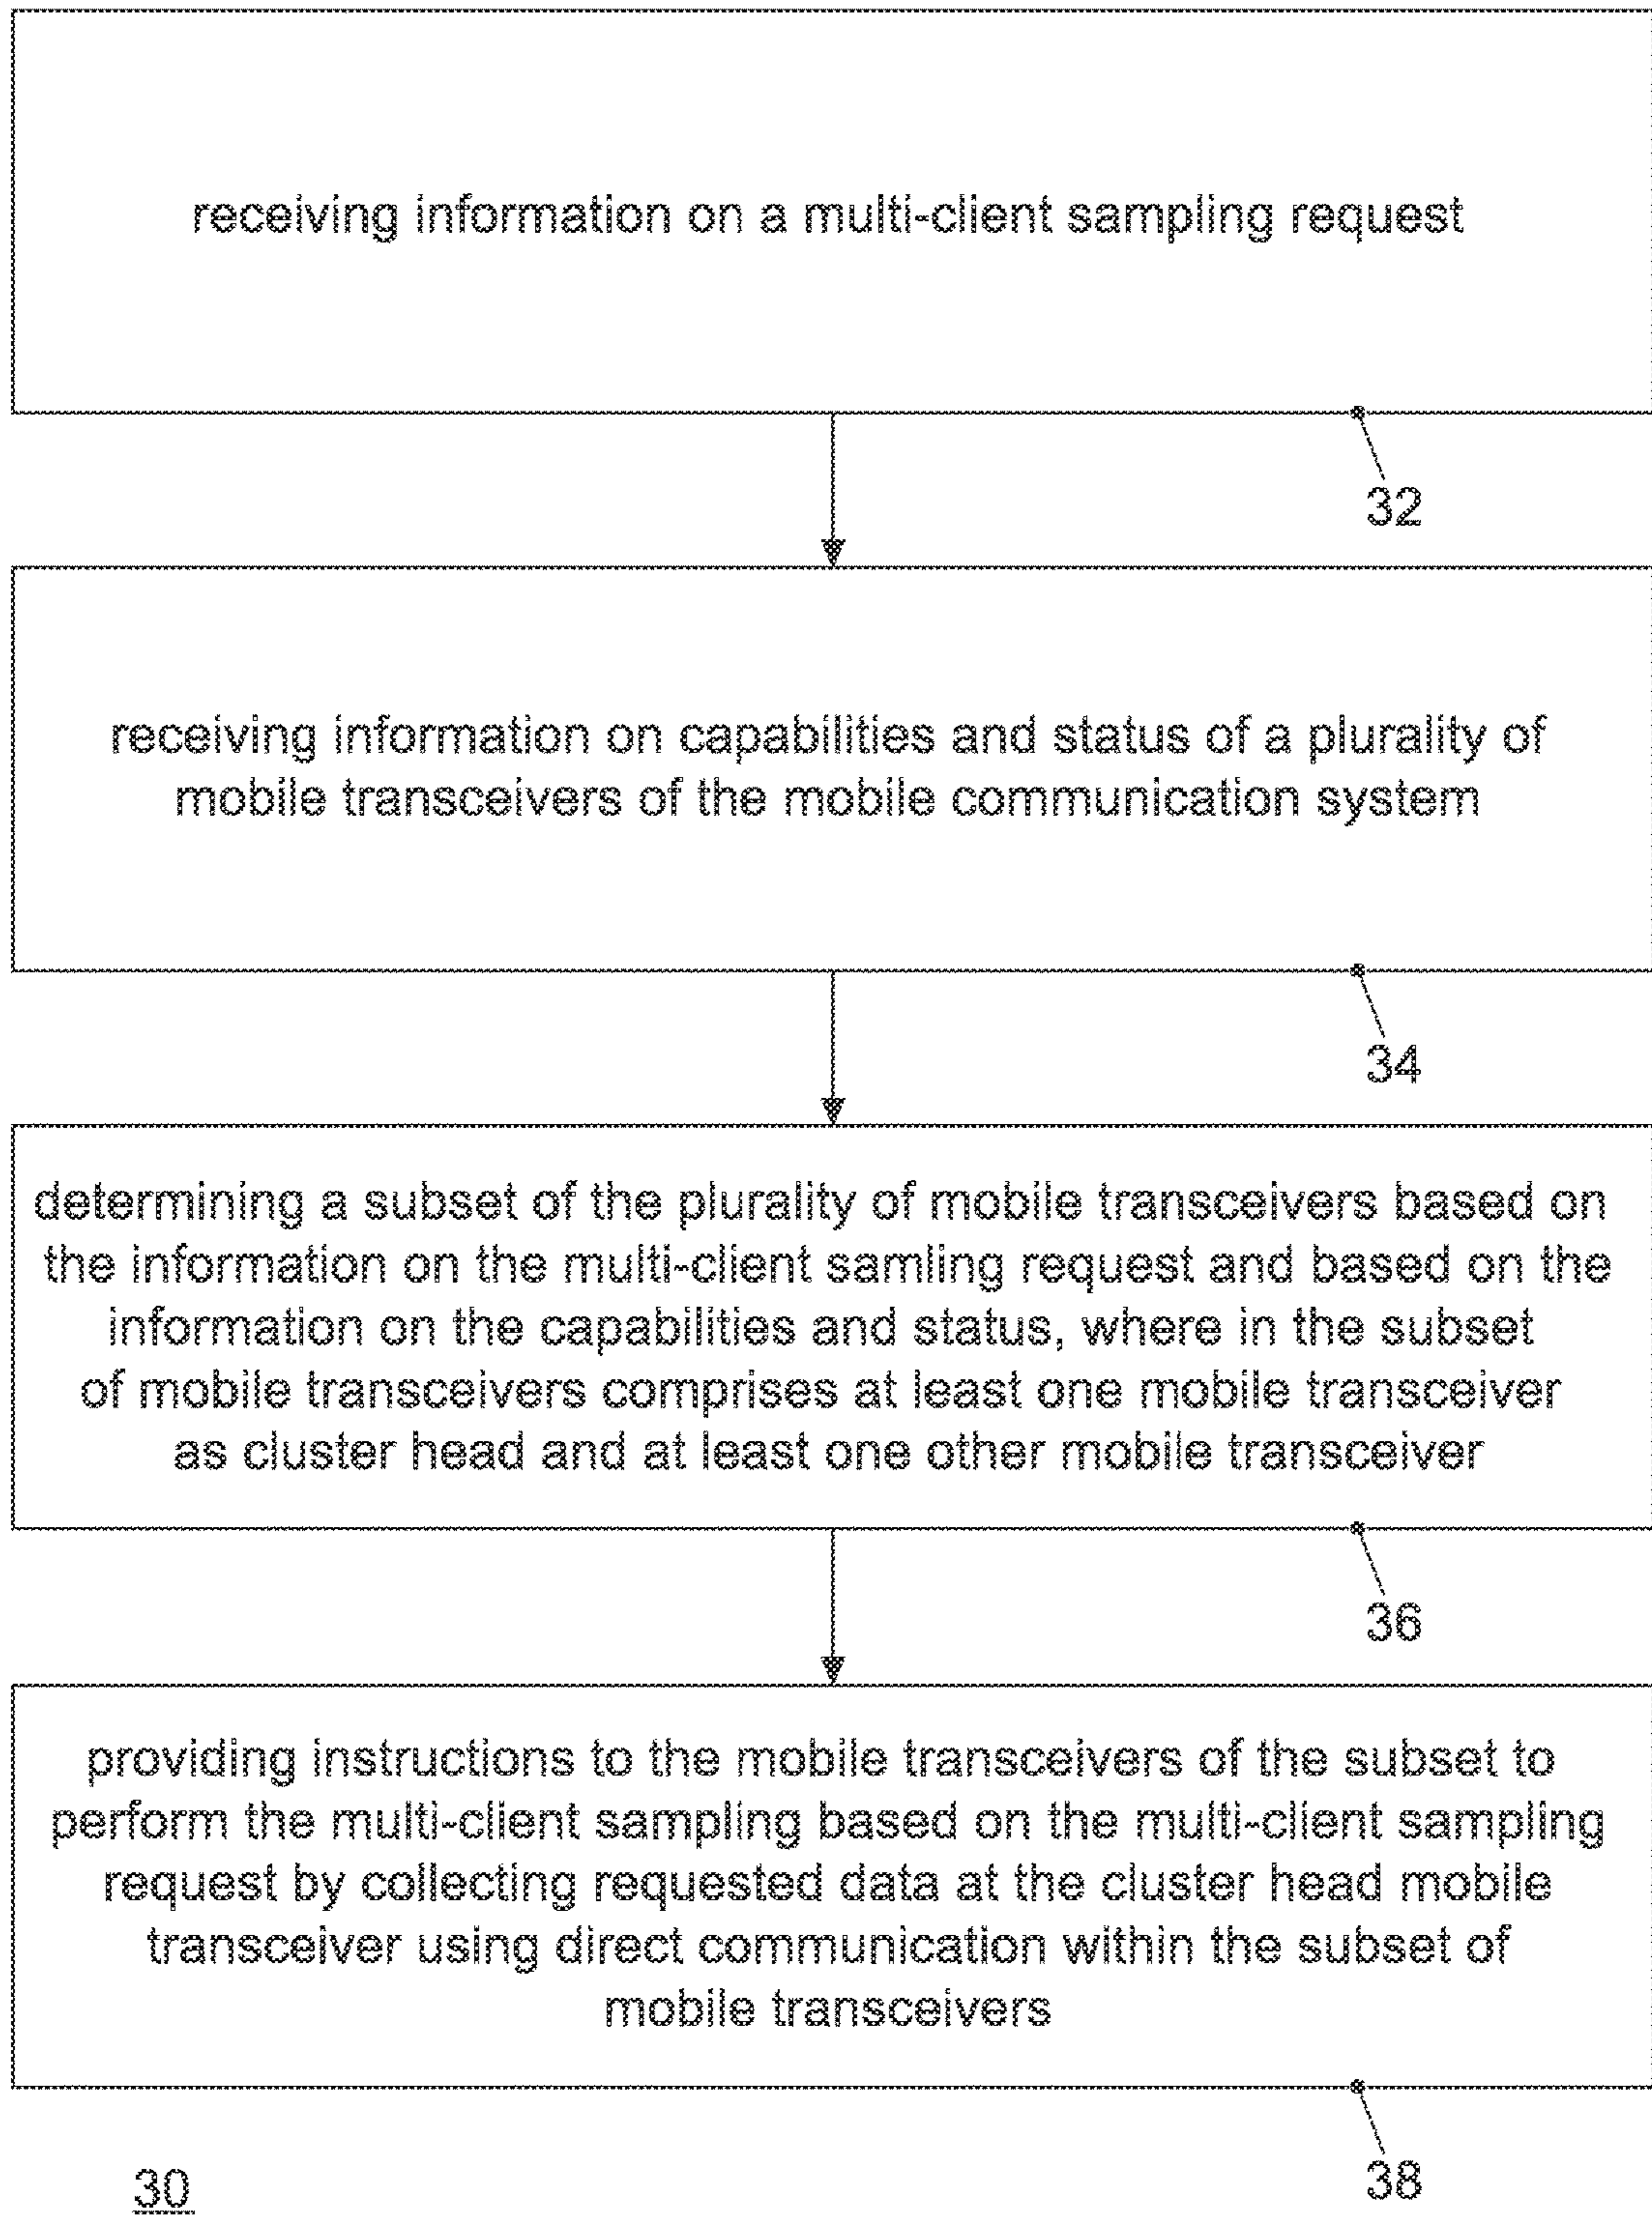 receiving information on a multi-client sampling request
32
receiving information on capabilities and status of a plurality of
mobile transceivers of the mobile communication system
34
determining a subset of the plurality of mobile transceivers based on
the information on the multi-client samling request and based on the
information on the capabilities and status, where in the subset
of mobile transceivers comprises at least one mobile transceiver
as cluster head and at least one other mobile transceiver
36
providing instructions to the mobile transceivers of the subset to
perform the multi-client sampling based on the multi-client sampling
request by collecting requested data at the cluster head mobile
transceiver using direct communication within the subset of
mobile transceivers
38
30